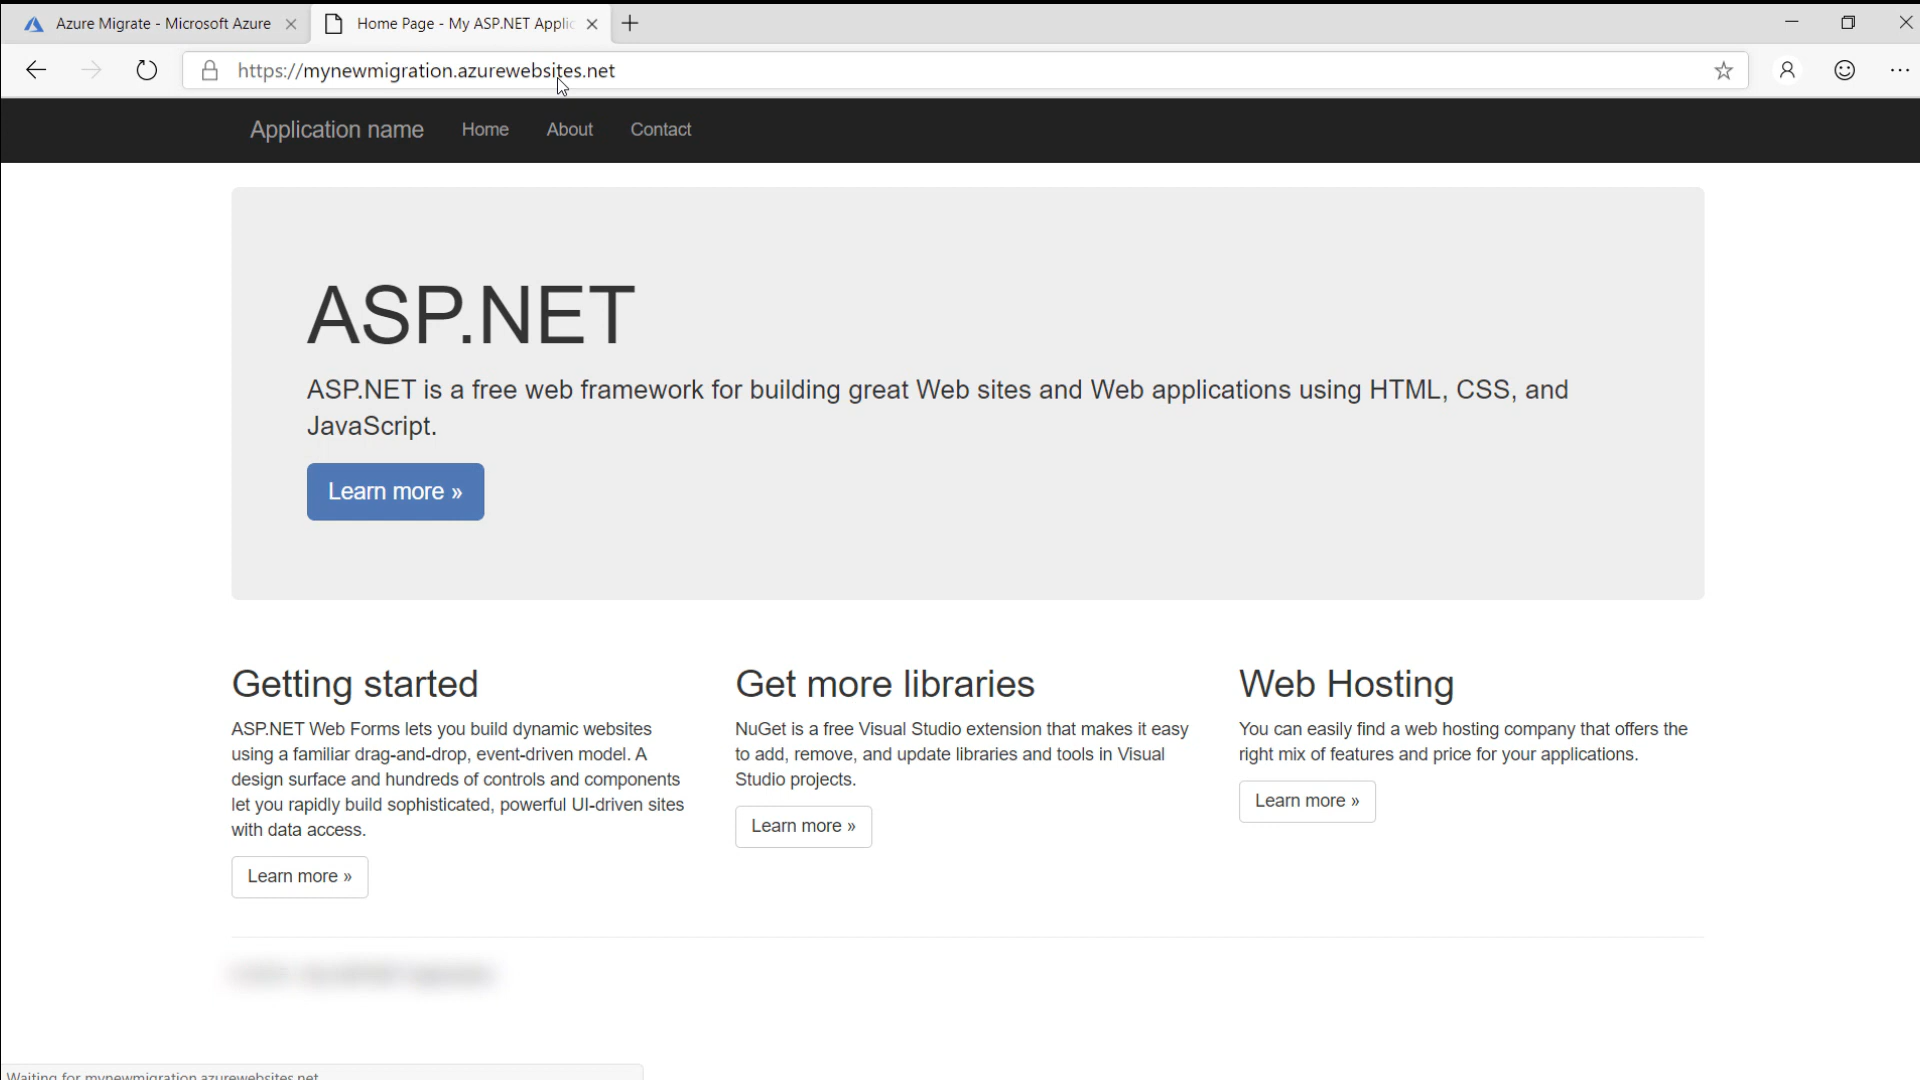 Azure Migrate - Microsoft Azure
Home Page - My ASP.NET Applic
https://mynewmigration.azurewebsites.net
Application name
Home
About
Contact
ASP.NET
ASP.NET is a free web framework for building great Web sites and Web applications using HTML, CSS, and
JavaScript.
Learn more »
Getting started
ASP.NET Web Forms lets you build dynamic websites
using a familiar drag-and-drop, event-driven model. A
design surface and hundreds of controls and components
let you rapidly build sophisticated, powerful UI-driven sites
with data access.
Learn more »
Get more libraries
NuGet is a free Visual Studio extension that makes it easy
to add, remove, and update libraries and tools in Visual
Studio projects.
Learn more »
Web Hosting
You can easily find a web hosting company that offers the
right mix of features and price for your applications.
Learn more »
Waiting for mynewmigration.azurewebsites.net